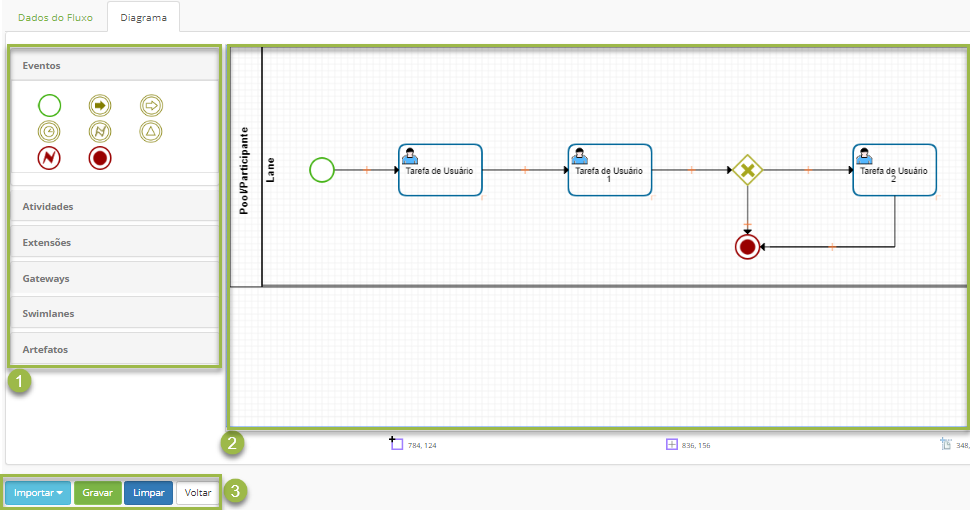 Dados do Fluxo
Diagrama
Eventos
Atividades
Extensões
Gateways
Swimlanes
Artefatos
1
Pool/Participante
Lane
Tarefa de Usuário
Tarefa de Usuário
1
Tarefa de Usuário
2
2
784, 124
836, 156
348,
Importar
Gravar
Limpar
Voltar
3